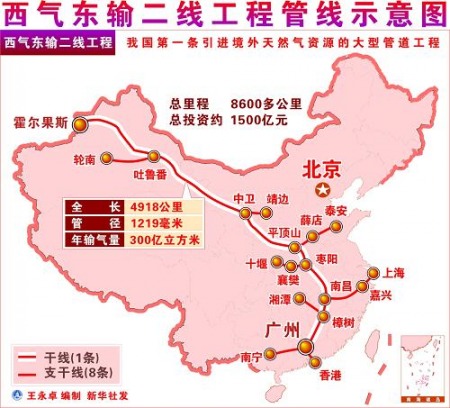 西气东输二线工程管线示意图
西气东输二线工程
我国第一条引进境外天然气资源的大型管道工程
总里程 8600多公里
总投资约 1500亿元
霍尔果斯
轮南
吐鲁番
北京
全长 4918公里
管径 1219毫米
年输气量 300亿立方米
中卫
靖边
薛店
泰安
平顶山
十堰
襄樊
枣阳
上海
南昌
嘉兴
湘潭
樟树
广州
南宁
香港
干线(1条)
支干线(8条)
南海诸岛
王永卓 编制 新华社发